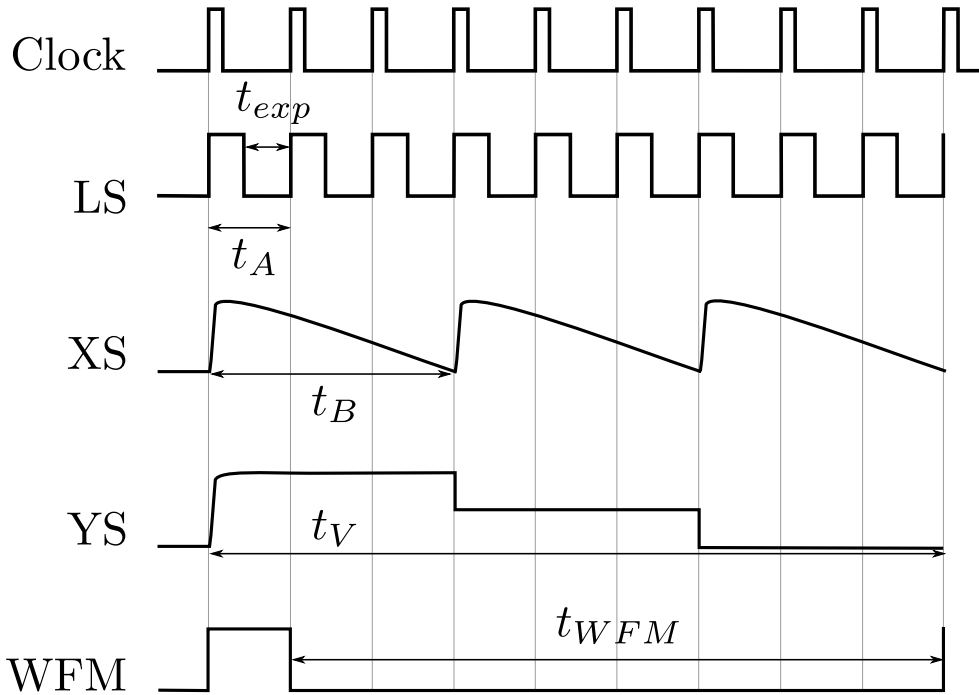 Clock
t_exp
LS
t_A
XS
t_B
YS
t_V
t_WFM
WFM